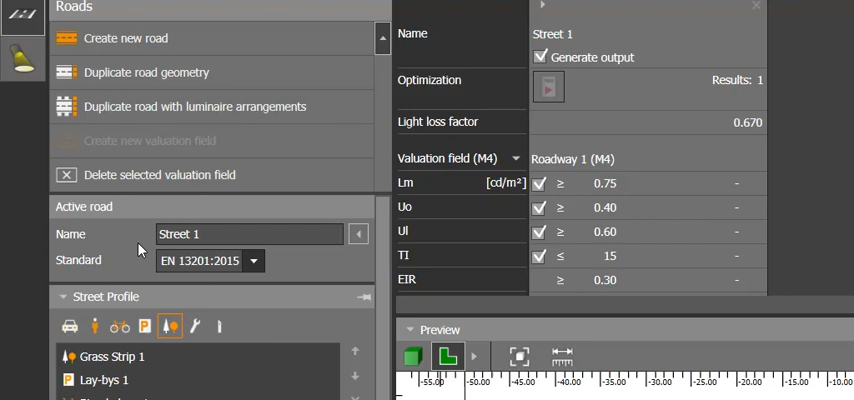 Roads
Create new road
Duplicate road geometry
Duplicate road with luminaire arrangements
Create new valuation field
Delete selected valuation field
Active road
Name Street 1
Standard EN 13201:2015
Street Profile
P
Grass Strip 1
P Lay-bys 1
Name Street 1
Generate output
Optimization Results: 1
Light loss factor 0.670
Valuation field (M4) Roadway 1 (M4)
Lm [cd/m²] ≥ 0.75 -
Uo ≥ 0.40 -
Ul ≥ 0.60 -
TI ≤ 15 -
EIR ≥ 0.30 -
Preview
-55.00 -50.00 -45.00 -40.00 -35.00 -30.00 -25.00 -20.00 -15.00 -10.00